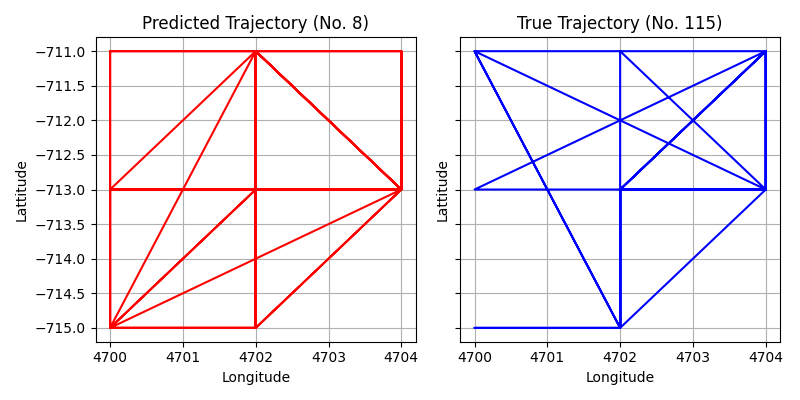 Predicted Trajectory (No. 8)
True Trajectory (No. 115)
Lattitude
−711.0
−711.5
−712.0
−712.5
−713.0
−713.5
−714.0
−714.5
−715.0
4700 4701 4702 4703 4704
Longitude
Lattitude
4700 4701 4702 4703 4704
Longitude